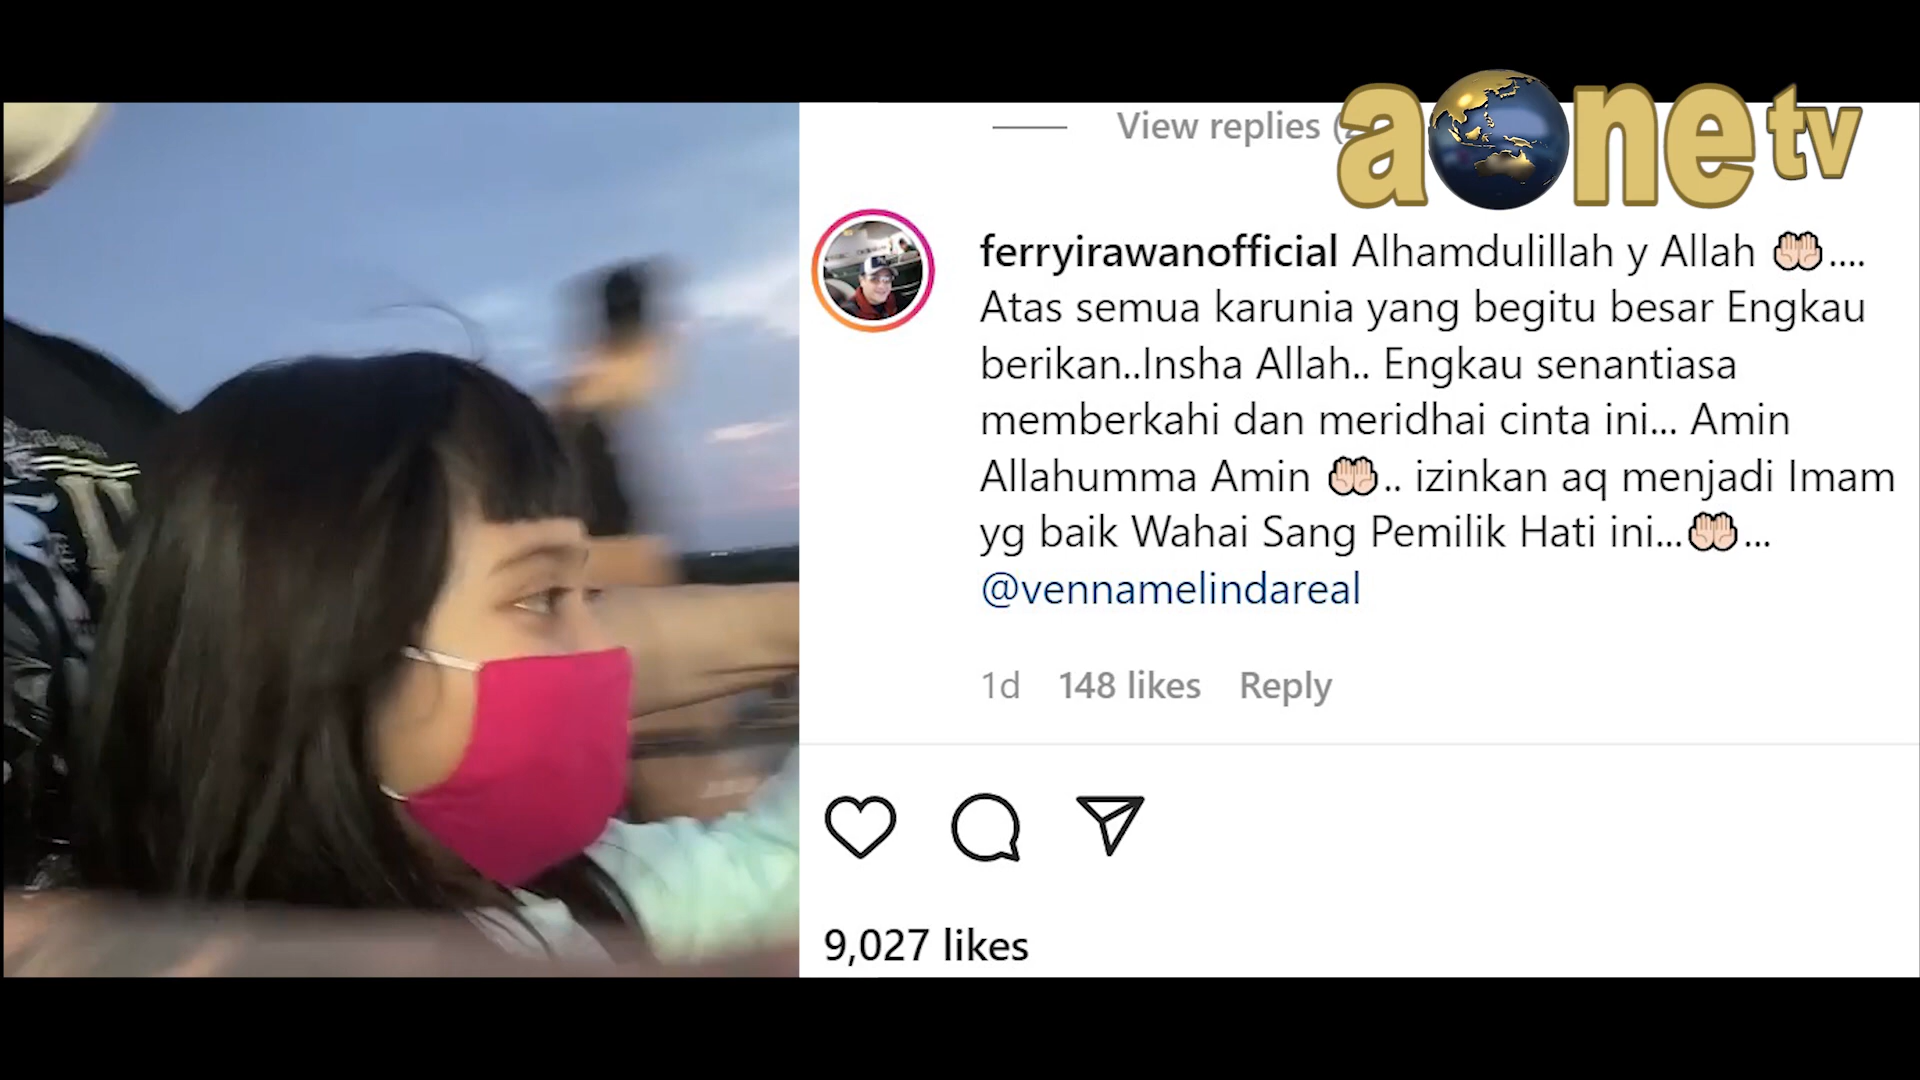 aonetv
View replies (
ferryirawanofficial Alhamdulillah y Allah 🤲....
Atas semua karunia yang begitu besar Engkau
berikan..Insha Allah.. Engkau senantiasa
memberkahi dan meridhai cinta ini... Amin
Allahumma Amin 🤲.. izinkan aq menjadi Imam
yg baik Wahai Sang Pemilik Hati ini...🤲...
@vennamelindareal
1d 148 likes Reply
9,027 likes